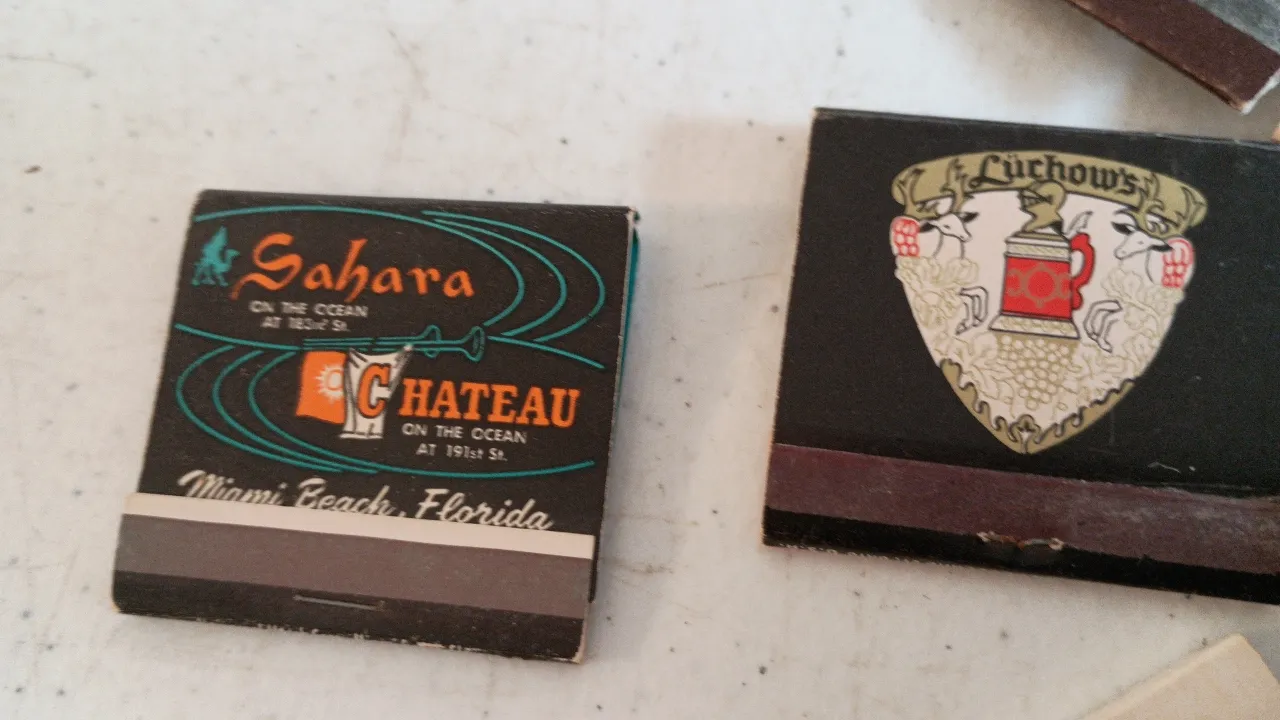 Sahara
ON THE OCEAN
AT 183rd St.
CHATEAU
ON THE OCEAN
AT 191st St.
Miami Beach, Florida
Lüchow's